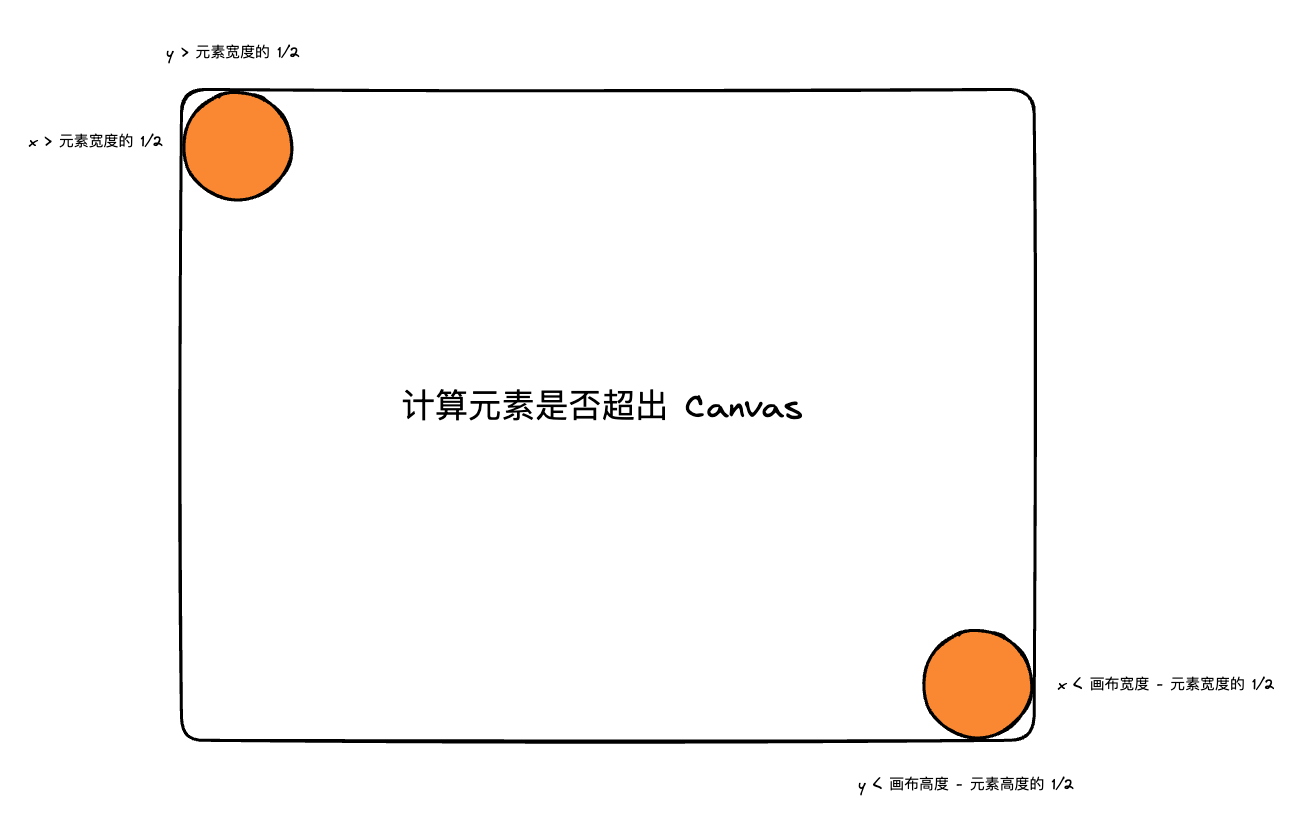 y > 元素宽度的 1/2
x > 元素宽度的 1/2
计算元素是否超出 Canvas
x < 画布宽度 - 元素宽度的 1/2
y < 画布高度 - 元素高度的 1/2